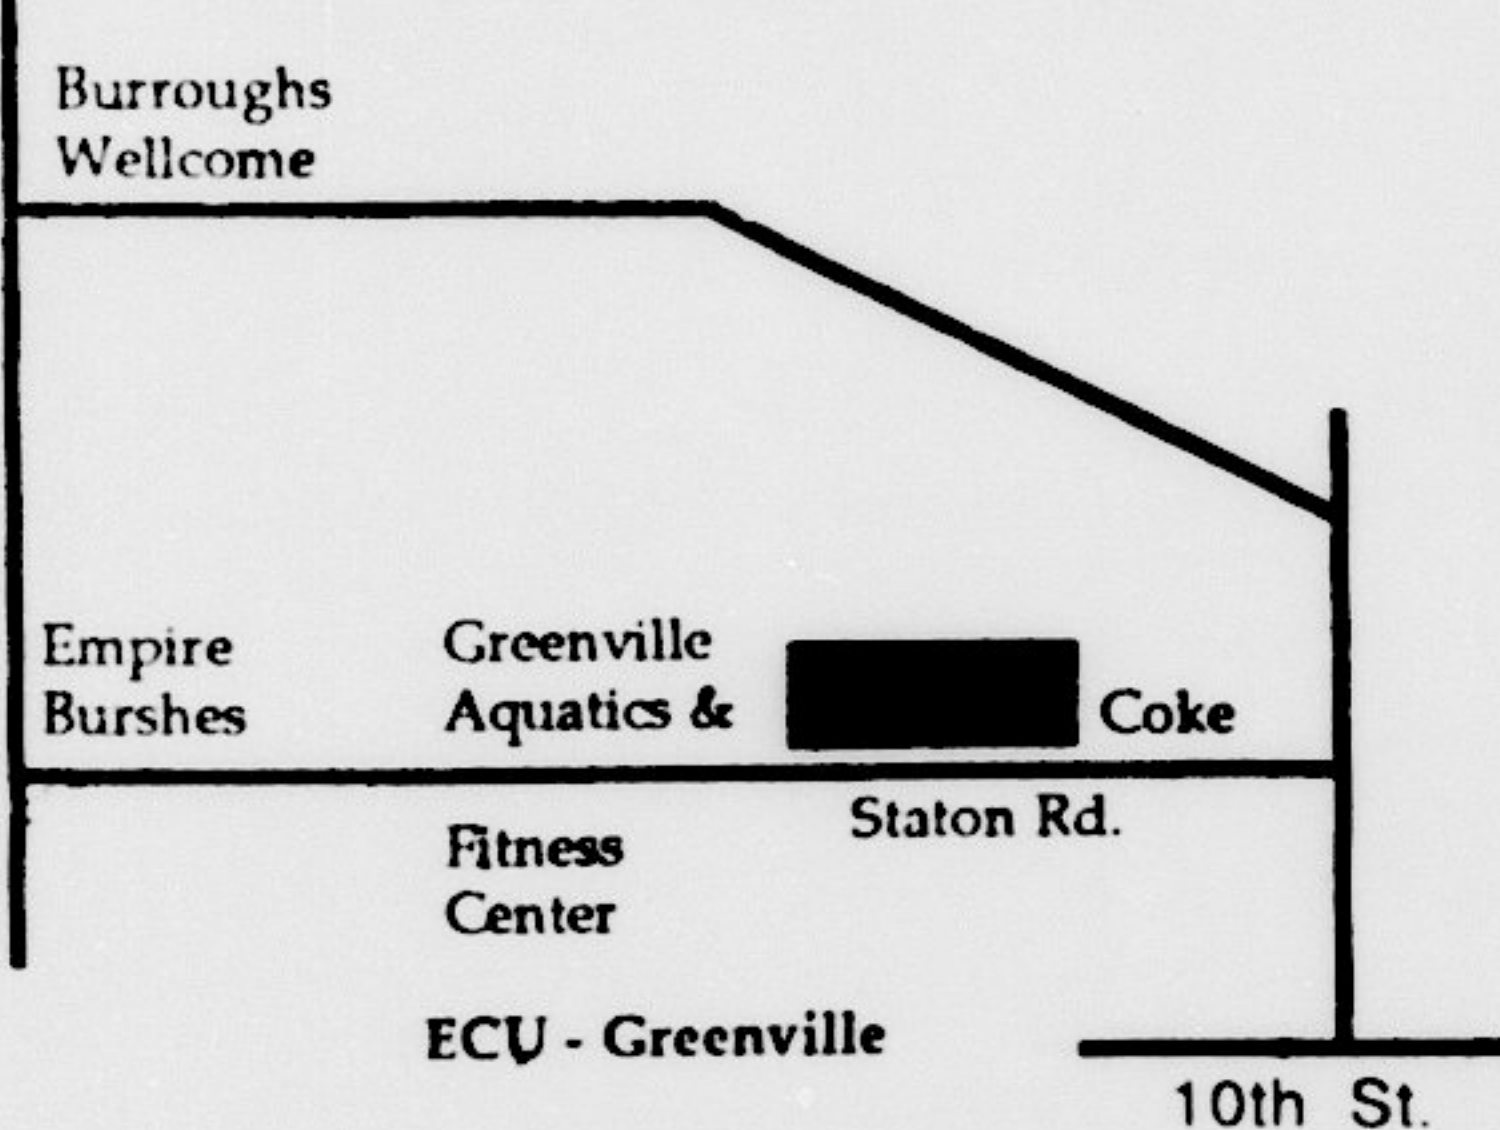 Burroughs
Wellcome
Empire
Burshes
Greenville
Aquatics &
Coke
Staton Rd.
Fitness
Center
ECU - Greenville
10th St.